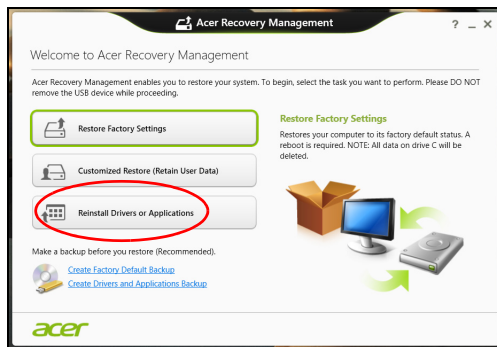 Acer Recovery Management
? _ X
Welcome to Acer Recovery Management
Acer Recovery Management enables you to restore your system. To begin, select the task you want to perform. Please DO NOT
remove the USB device while proceeding.
Restore Factory Settings
Customized Restore (Retain User Data)
Reinstall Drivers or Applications
Restore Factory Settings
Restores your computer to its factory default status. A
reboot is required. NOTE: All data on drive C will be
deleted.
Make a backup before you restore (Recommended).
Create Factory Default Backup
Create Drivers and Applications Backup
acer